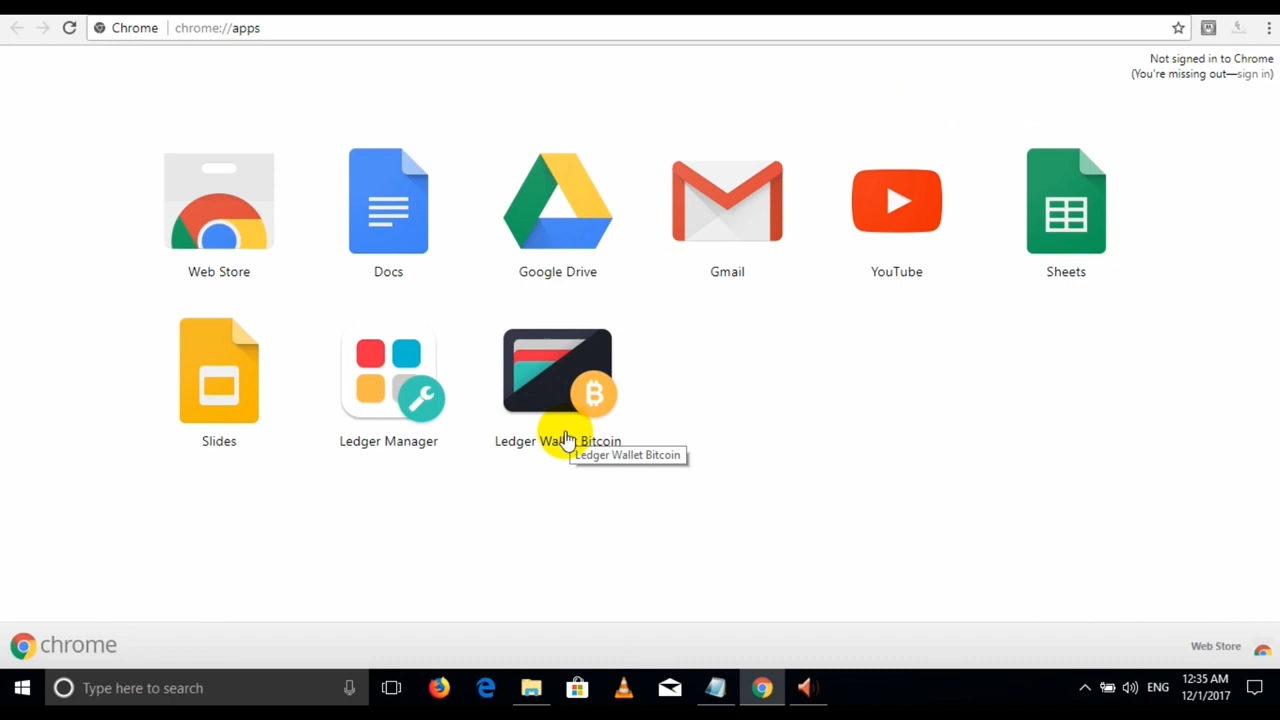 Chrome chrome://apps
Not signed in to Chrome
(You're missing out—sign in)
Web Store Docs Google Drive Gmail YouTube Sheets
Slides Ledger Manager Ledger Wallet Bitcoin
Ledger Wallet Bitcoin
chrome Web Store
Type here to search
ENG
12:35 AM
12/1/2017